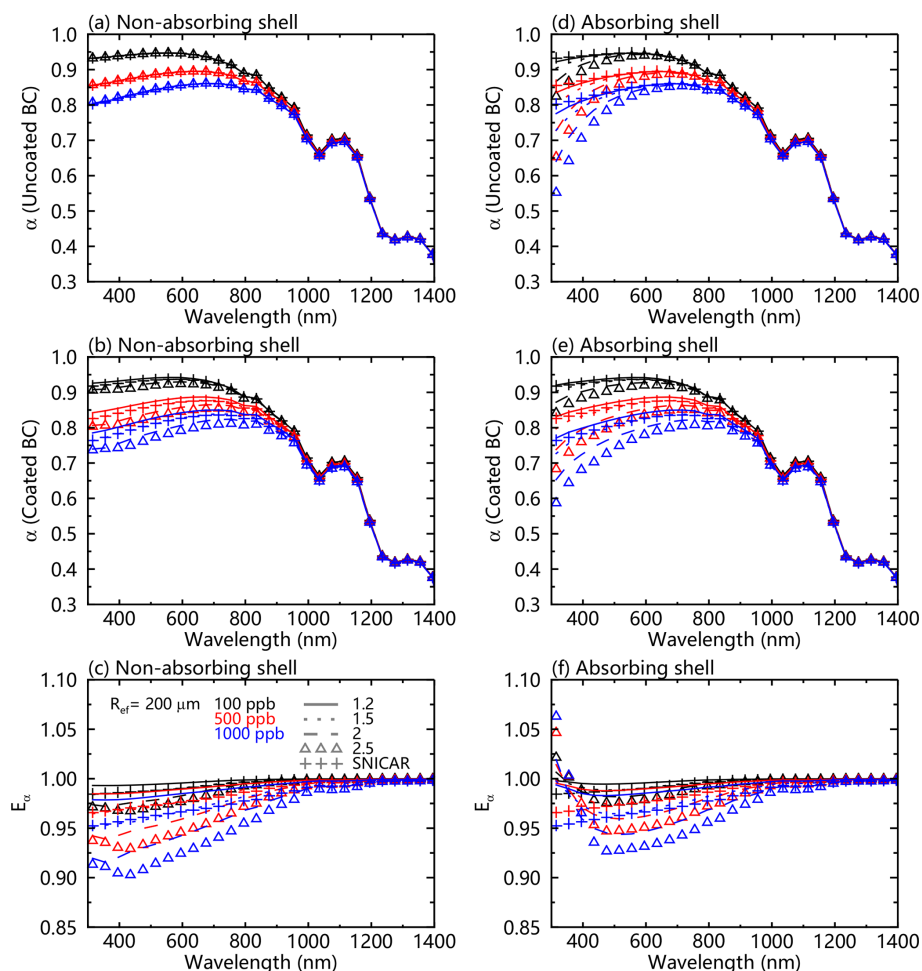 (a) Non-absorbing shell
1.0
0.9
0.8
0.7
0.6
0.5
0.4
0.3
α (Uncoated BC)
400 600 800 1000 1200 1400
Wavelength (nm)
(d) Absorbing shell
1.0
0.9
0.8
0.7
0.6
0.5
0.4
0.3
α (Uncoated BC)
400 600 800 1000 1200 1400
Wavelength (nm)
(b) Non-absorbing shell
1.0
0.9
0.8
0.7
0.6
0.5
0.4
0.3
α (Coated BC)
400 600 800 1000 1200 1400
Wavelength (nm)
(e) Absorbing shell
1.0
0.9
0.8
0.7
0.6
0.5
0.4
0.3
α (Coated BC)
400 600 800 1000 1200 1400
Wavelength (nm)
(c) Non-absorbing shell
1.10
1.05
1.00
0.95
0.90
0.85
Eα
R ef = 200 μm
100 ppb
500 ppb
1000 ppb
1.2
1.5
2
2.5
SNICAR
400 600 800 1000 1200 1400
Wavelength (nm)
(f) Absorbing shell
1.10
1.05
1.00
0.95
0.90
0.85
Eα
400 600 800 1000 1200 1400
Wavelength (nm)